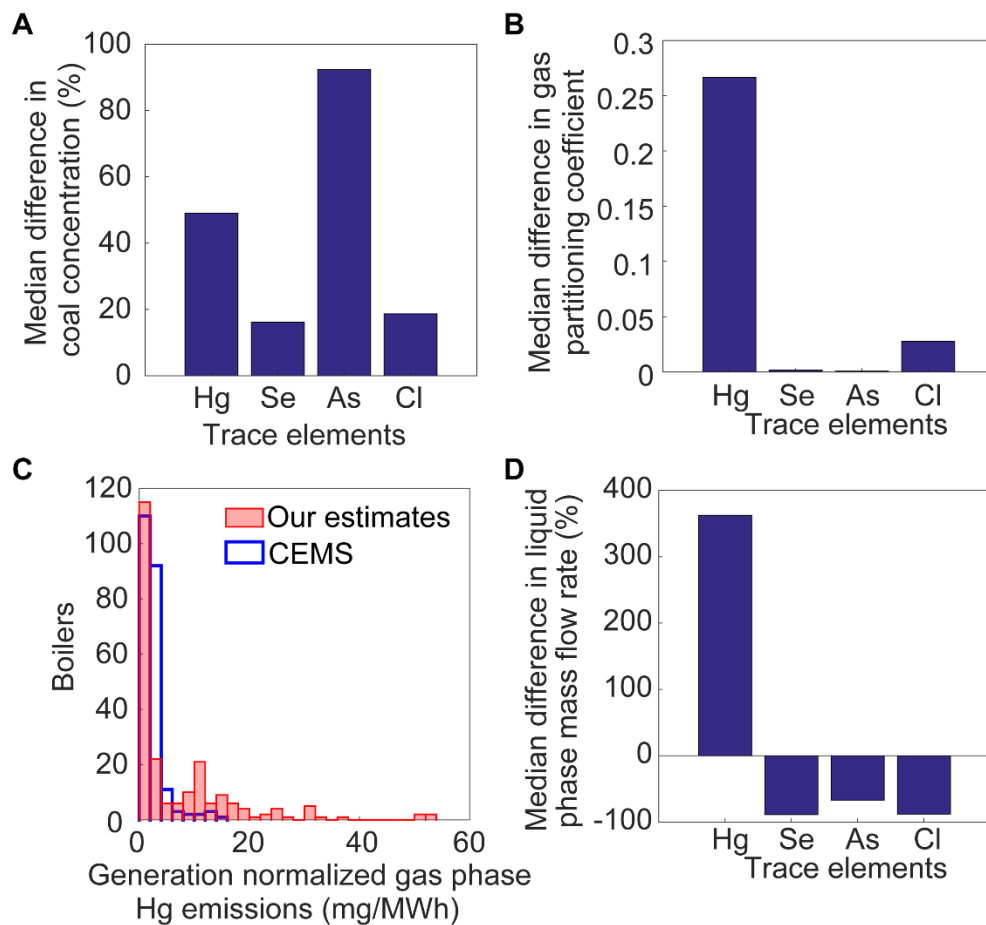 A
Median difference in
coal concentration (%)
100
80
60
40
20
0
Hg Se As Cl
Trace elements
B
Median difference in gas
partitioning coefficient
0.3
0.25
0.2
0.15
0.1
0.05
0
Hg Se As Cl
Trace elements
C
Boilers
120
100
80
60
40
20
0
Our estimates
CEMS
0 20 40 60
Generation normalized gas phase
Hg emissions (mg/MWh)
D
Median difference in liquid
phase mass flow rate (%)
400
300
200
100
0
-100
Hg Se As Cl
Trace elements